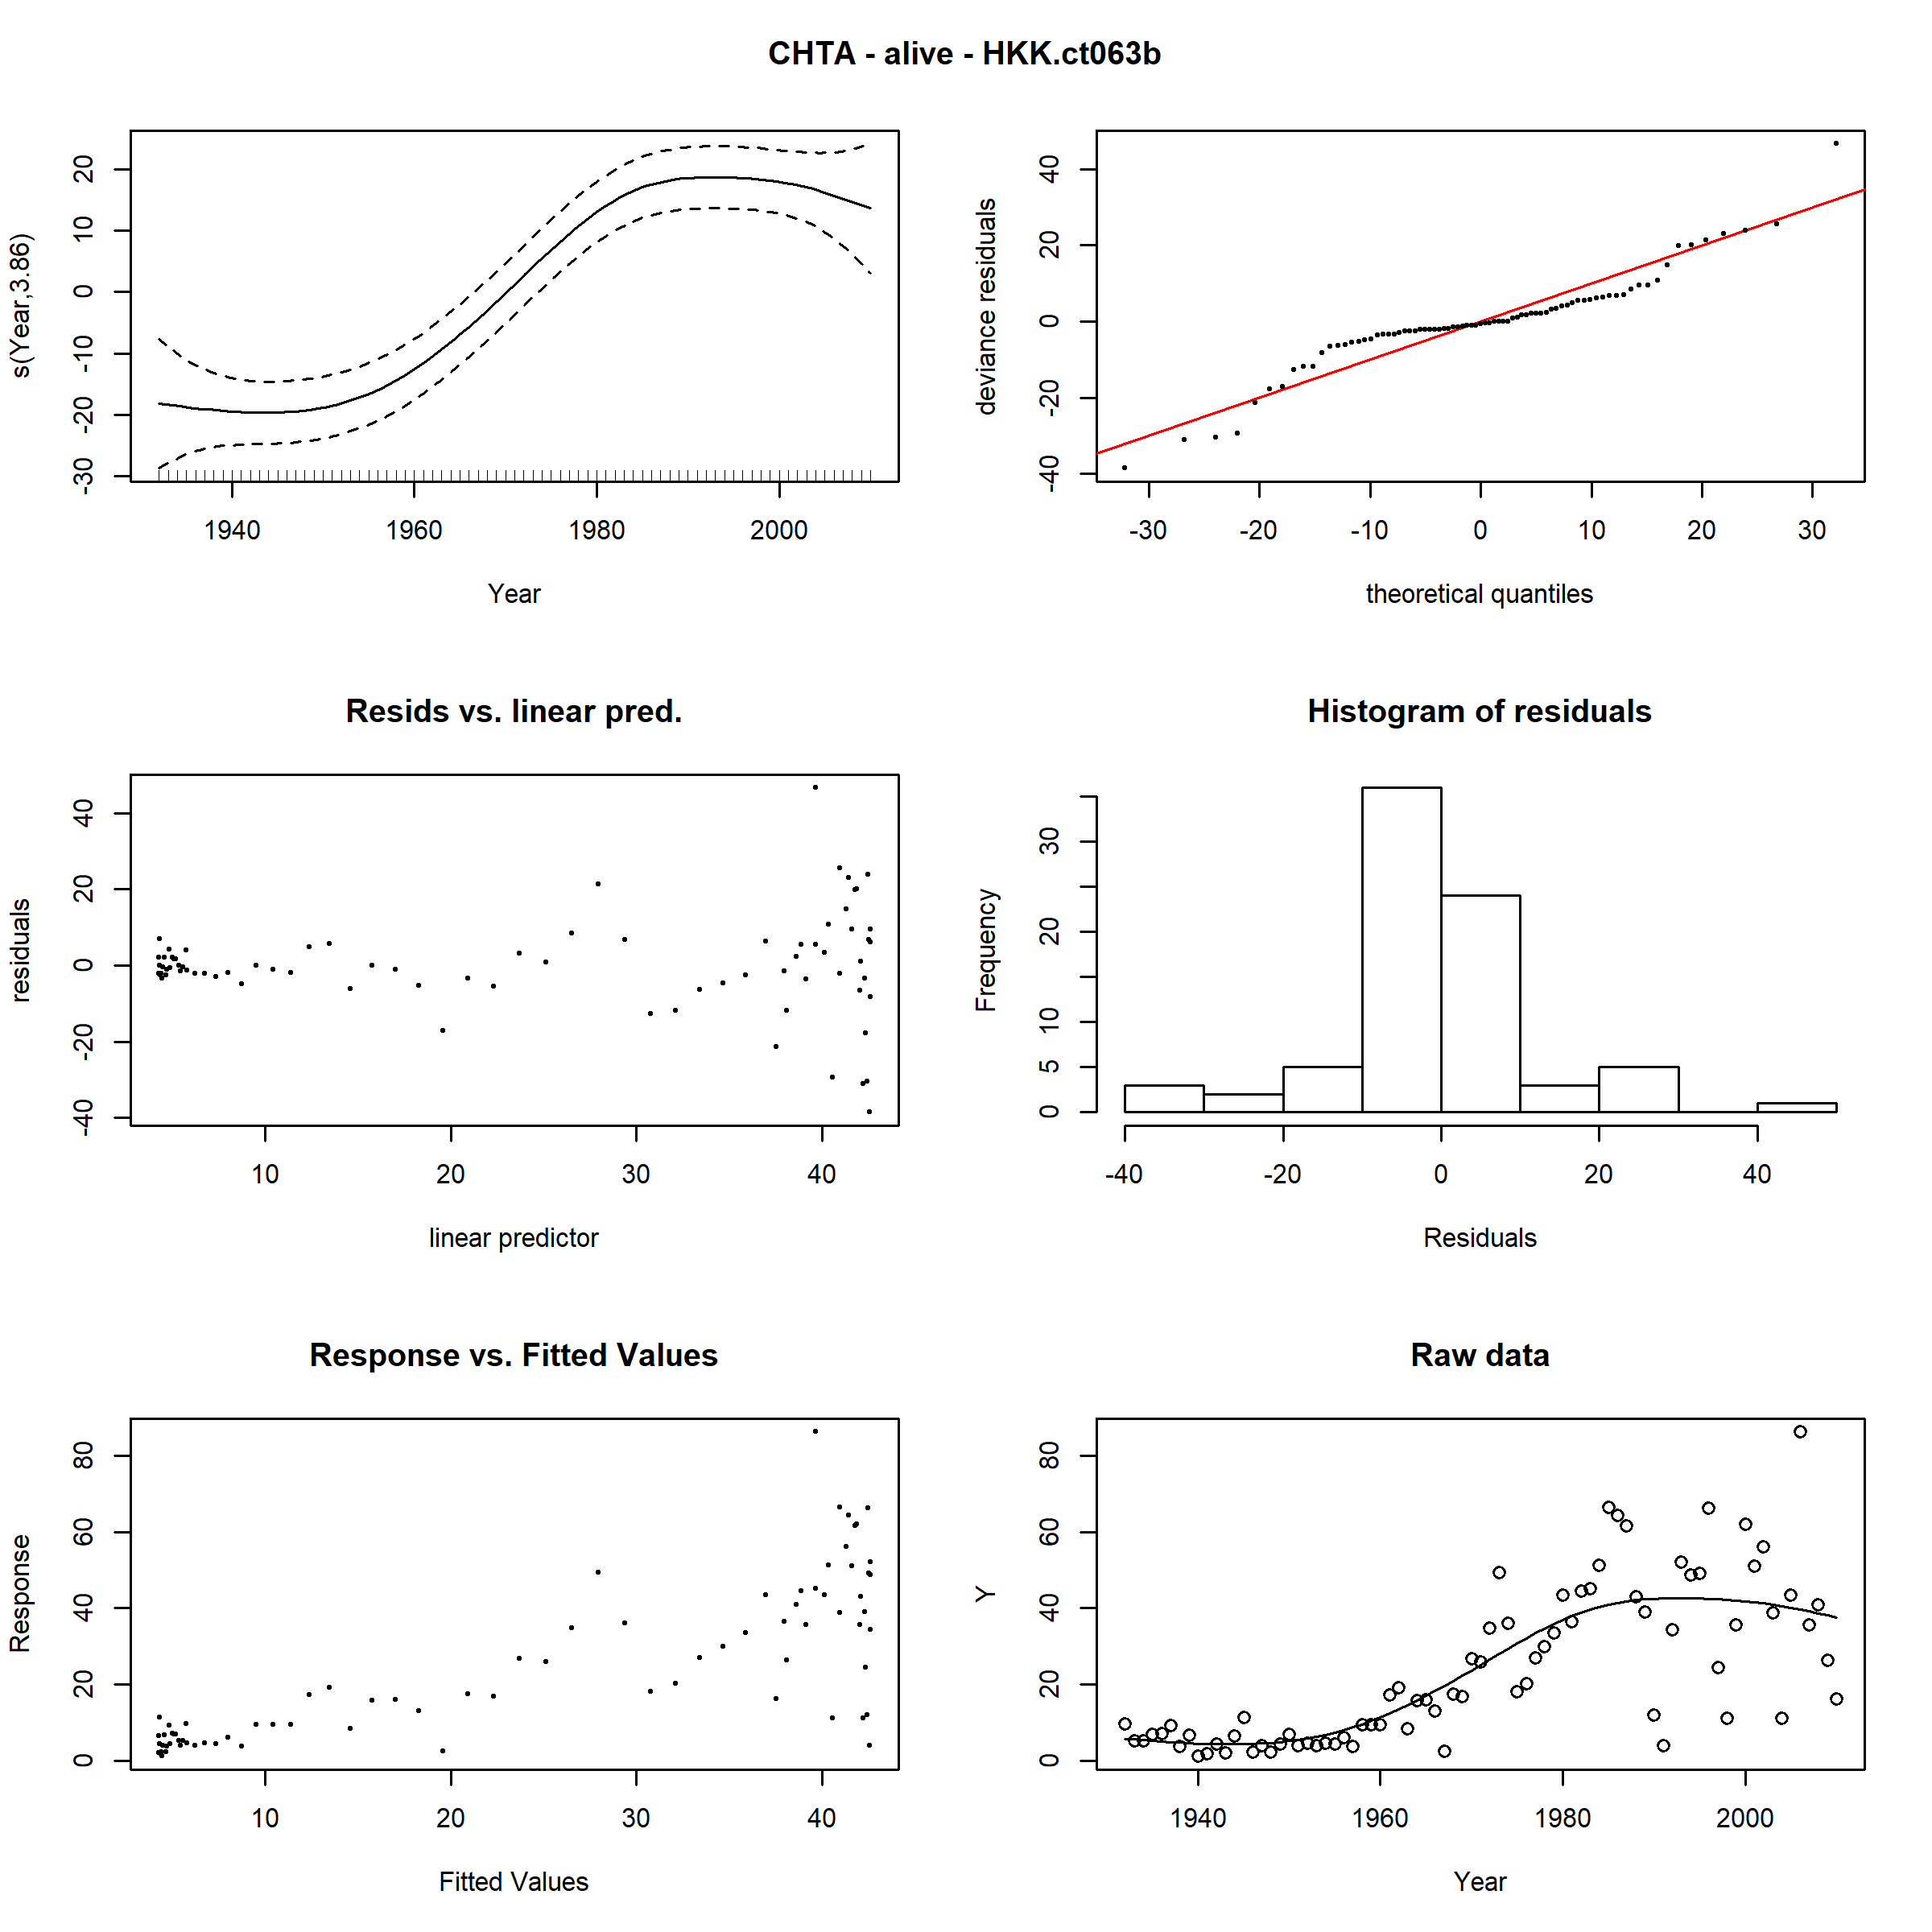 CHTA - alive - HKK.ct063b
s(Year,3.86)
20
10
0
-10
-20
-30
1940 1960 1980 2000
Year
deviance residuals
40
20
0
-20
-40
-30 -20 -10 0 10 20 30
theoretical quantiles
Resids vs. linear pred.
residuals
40
20
0
-20
-40
10 20 30 40
linear predictor
Histogram of residuals
Frequency
30
20
10
5
0
-40 -20 0 20 40
Residuals
Response vs. Fitted Values
Response
80
60
40
20
0
10 20 30 40
Fitted Values
Raw data
Y
80
60
40
20
0
1940 1960 1980 2000
Year